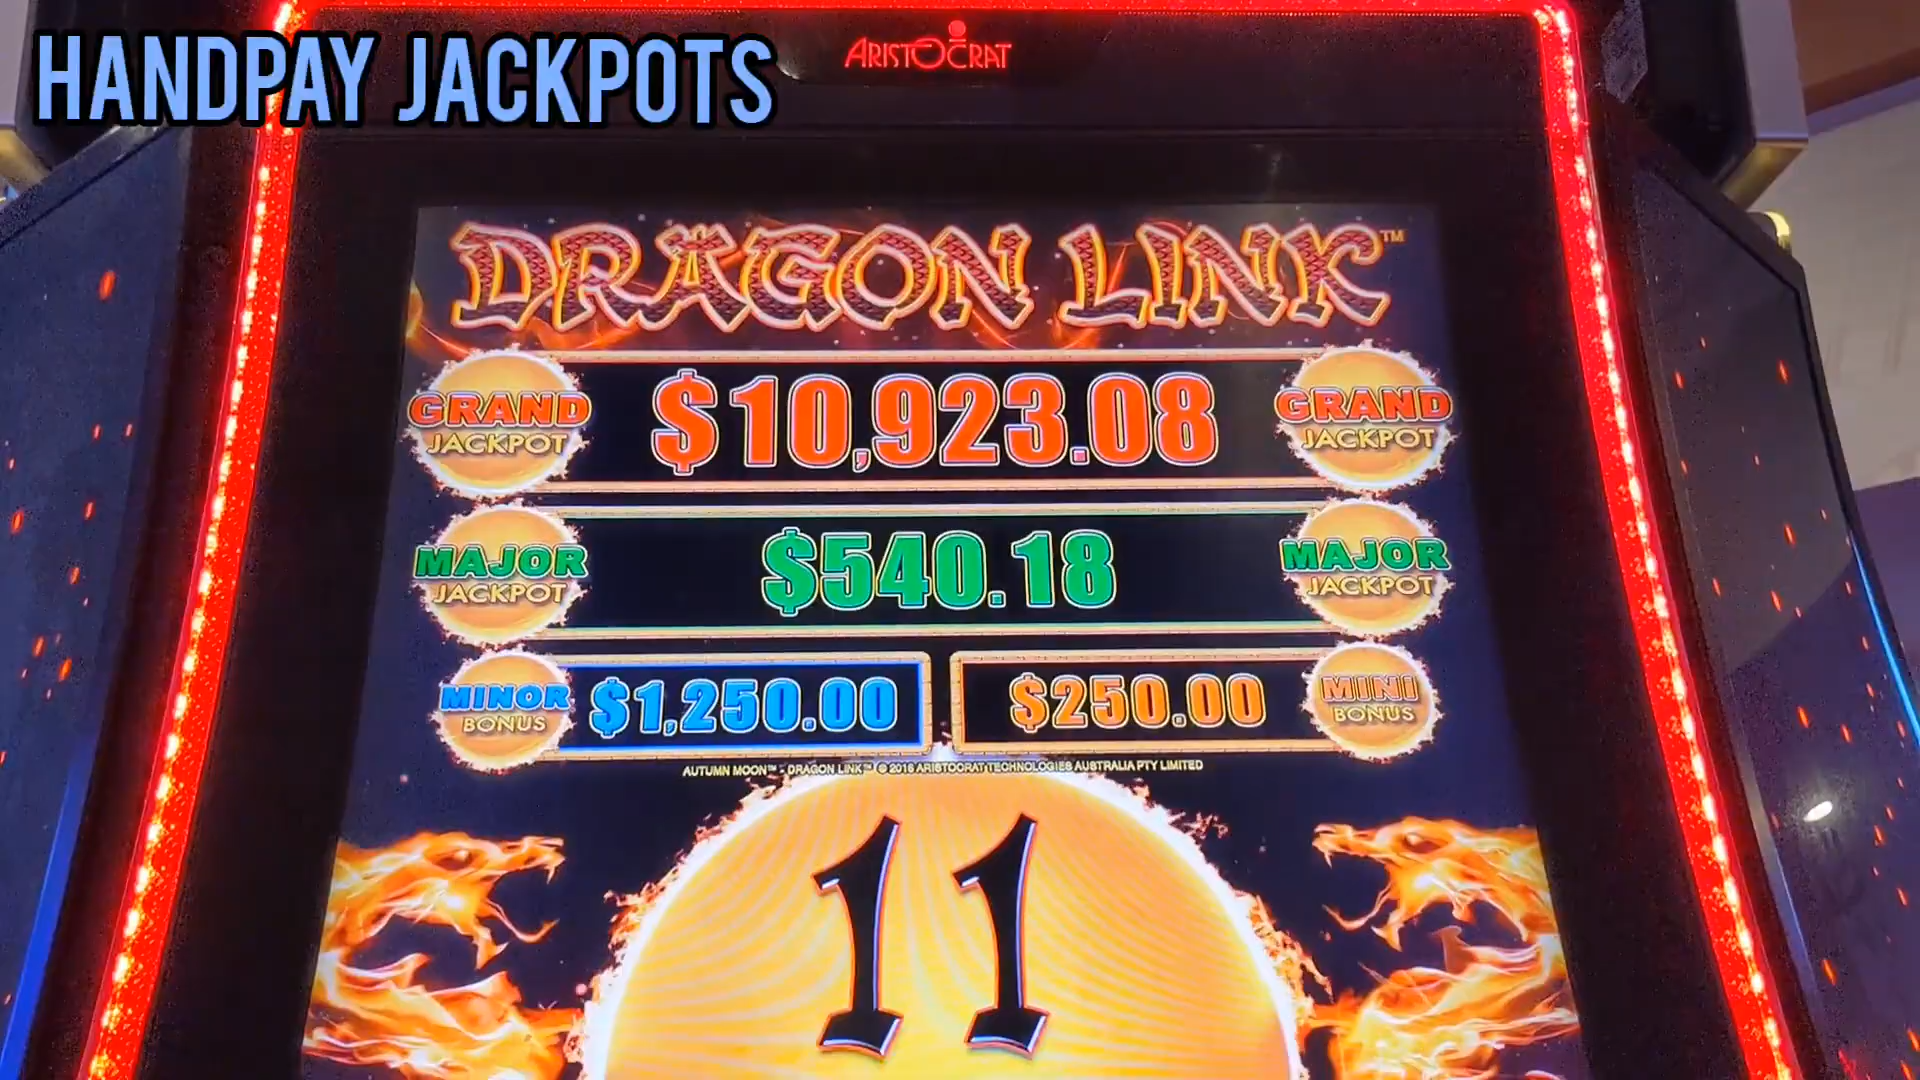 HANDPAY JACKPOTS
ARISTOCRAT
DRAGON LINK™
GRAND JACKPOT $10,923.08 GRAND JACKPOT
MAJOR JACKPOT $540.18 MAJOR JACKPOT
MINOR BONUS $1,250.00 $250.00 MINI BONUS
AUTUMN MOON™ - DRAGON LINK™ © 2016 ARISTOCRAT TECHNOLOGIES AUSTRALIA PTY LIMITED
11